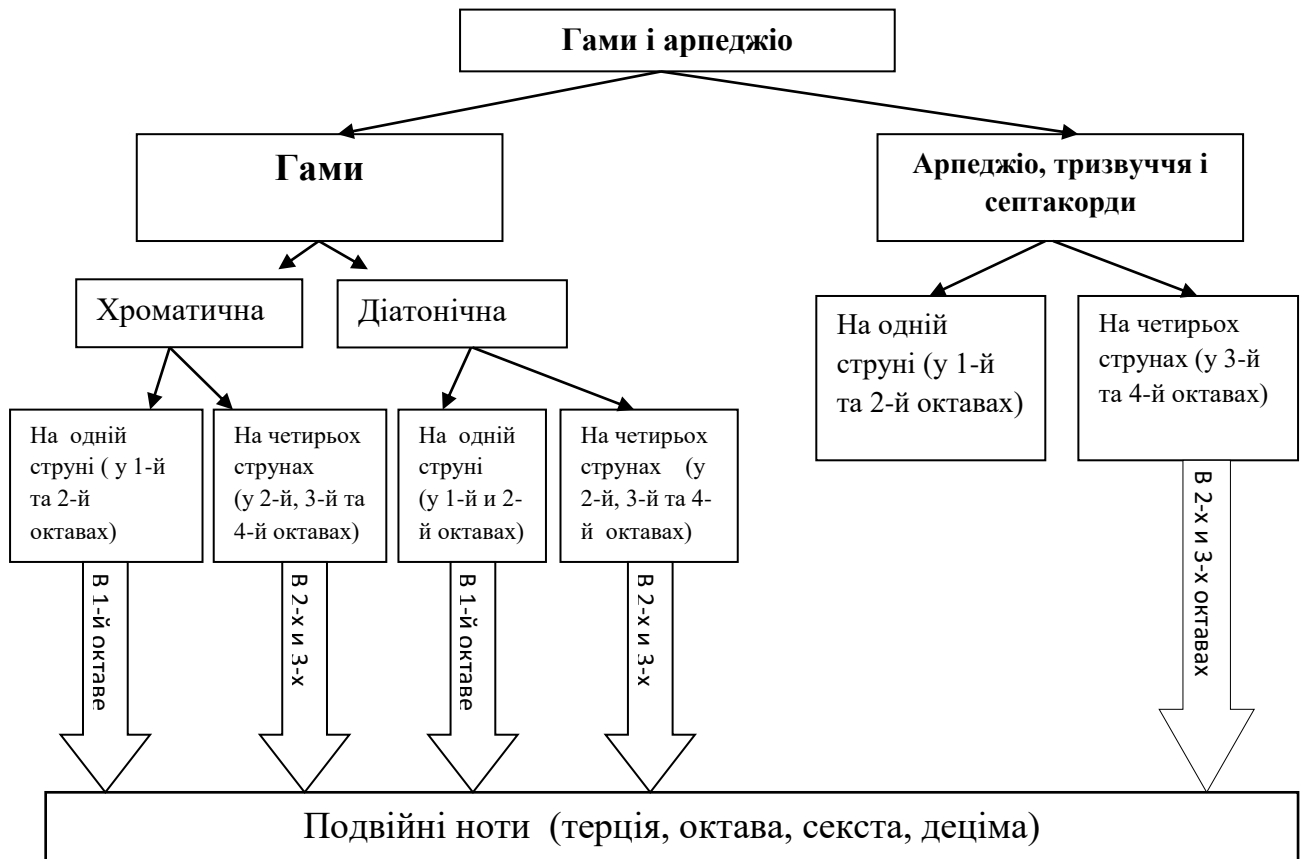 Гами і арпеджіо
Гами
Арпеджіо, тризвуччя і
септакорди
Хроматична
Діатонічна
На одній
струні (у 1-й
та 2-й октавах)
На четирьох
струнах (у 3-й
та 4-й октавах)
На одній
струні ( у 1-й
та 2-й
октавах)
На четирьох
струнах
(у 2-й, 3-й та
4-й октавах)
На одній
струні
(у 1-й и 2-
й октавах)
На четирьох
струнах (у
2-й, 3-й та 4-
й октавах)
В 1-й октаве
В 2-х и 3-х
В 1-й октаве
В 2-х и 3-х
В 2-х и 3-х октавах
Подвійні ноти (терція, октава, секста, деціма)